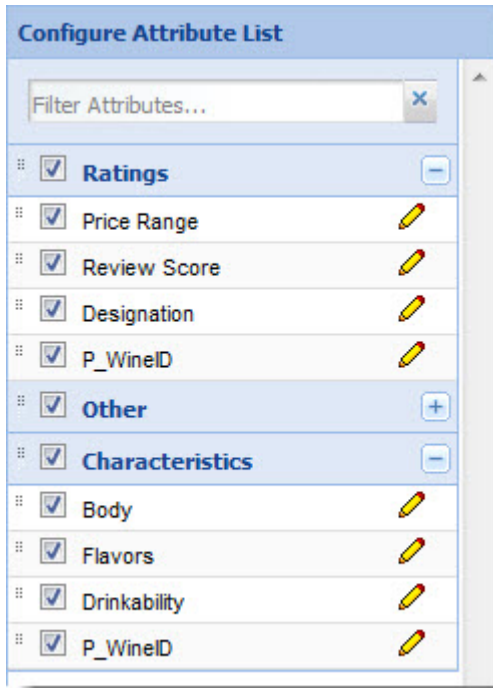 Configure Attribute List
Filter Attributes...
Ratings
Price Range
Review Score
Designation
P_WineID
Other
Characteristics
Body
Flavors
Drinkability
P_WineID